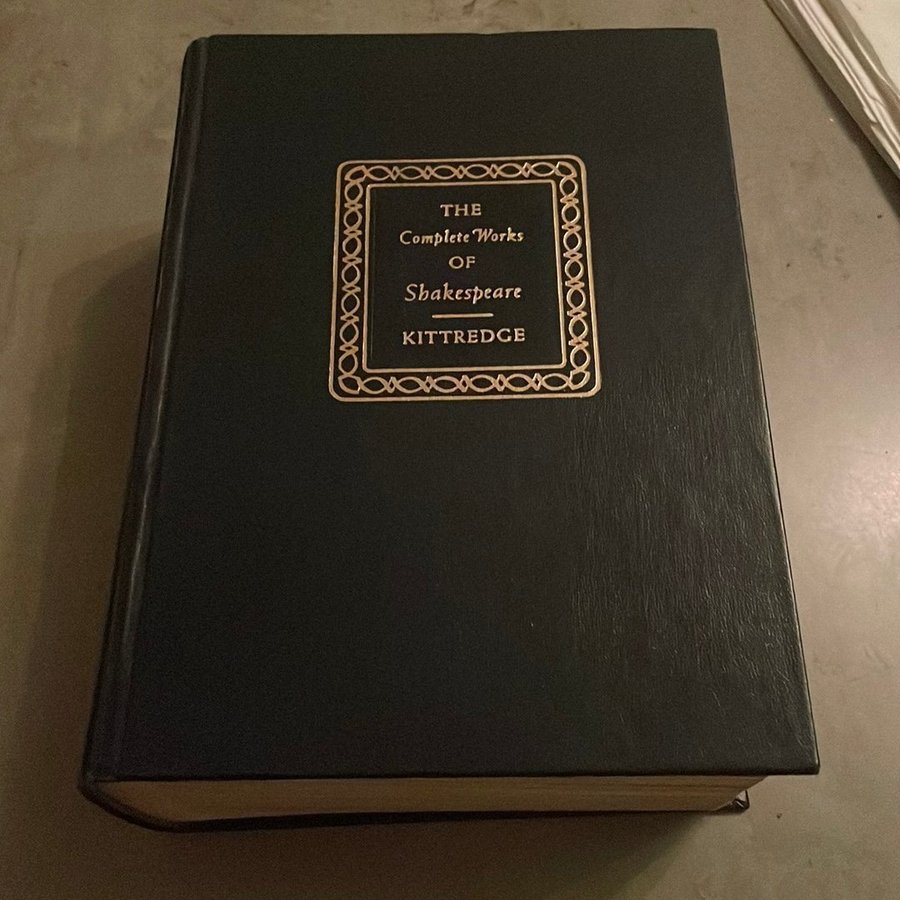 THE
Complete Works
OF
Shakespeare
KITTREDGE